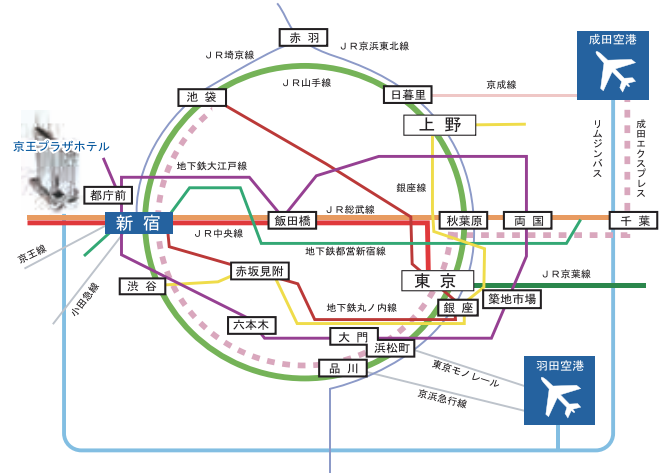 赤 羽
ＪＲ埼京線
ＪＲ京浜東北線
成田空港
ＪＲ山手線
池 袋
日暮里
京成線
上 野
リムジンバス
成田エクスプレス
京王プラザホテル
地下鉄大江戸線
銀座線
都庁前
新 宿
ＪＲ総武線
飯田橋
秋葉原
両 国
千 葉
ＪＲ中央線
京王線
地下鉄都営新宿線
赤坂見附
東 京
ＪＲ京葉線
渋 谷
小田急線
地下鉄丸ノ内線
銀 座
築地市場
六本木
大 門
浜松町
品 川
東京モノレール
京浜急行線
羽田空港